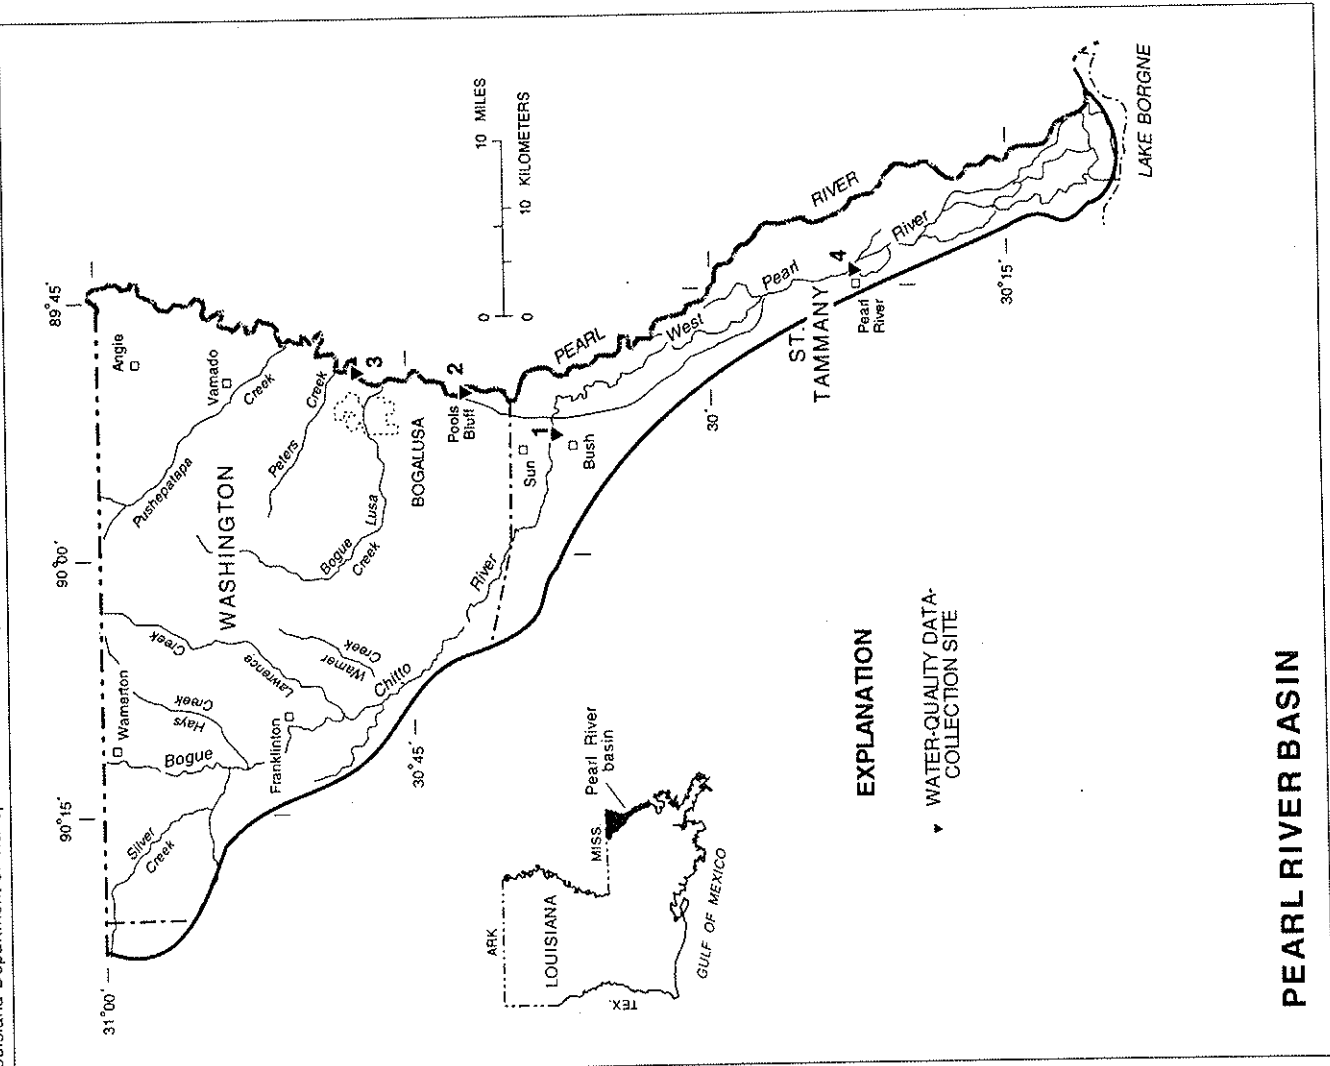 89°45'
90°00'
90°15'
31°00'
Angie
Varnado
Creek
Pushepatapa
Peters
Creek
3
WASHINGTON
Bogue
Lusa
Creek
BOGALUSA
Pools
Bluff
2
Warnerton
Hays
Creek
Bogue
Lawrence
Creek
Warner
Creek
Franklinton
Chitto
River
Silver
Creek
30°45'
Sun
1
Bush
PEARL
RIVER
West
Pearl
River
30'
ST.
TAMMANY
Pearl
River
4
30°15'
LAKE BORGNE
0
10 MILES
0
10 KILOMETERS
ARK
LOUISIANA
MISS.
TEX.
Pearl River
basin
GULF OF MEXICO
EXPLANATION
WATER-QUALITY DATA-
COLLECTION SITE
PEARL RIVER BASIN